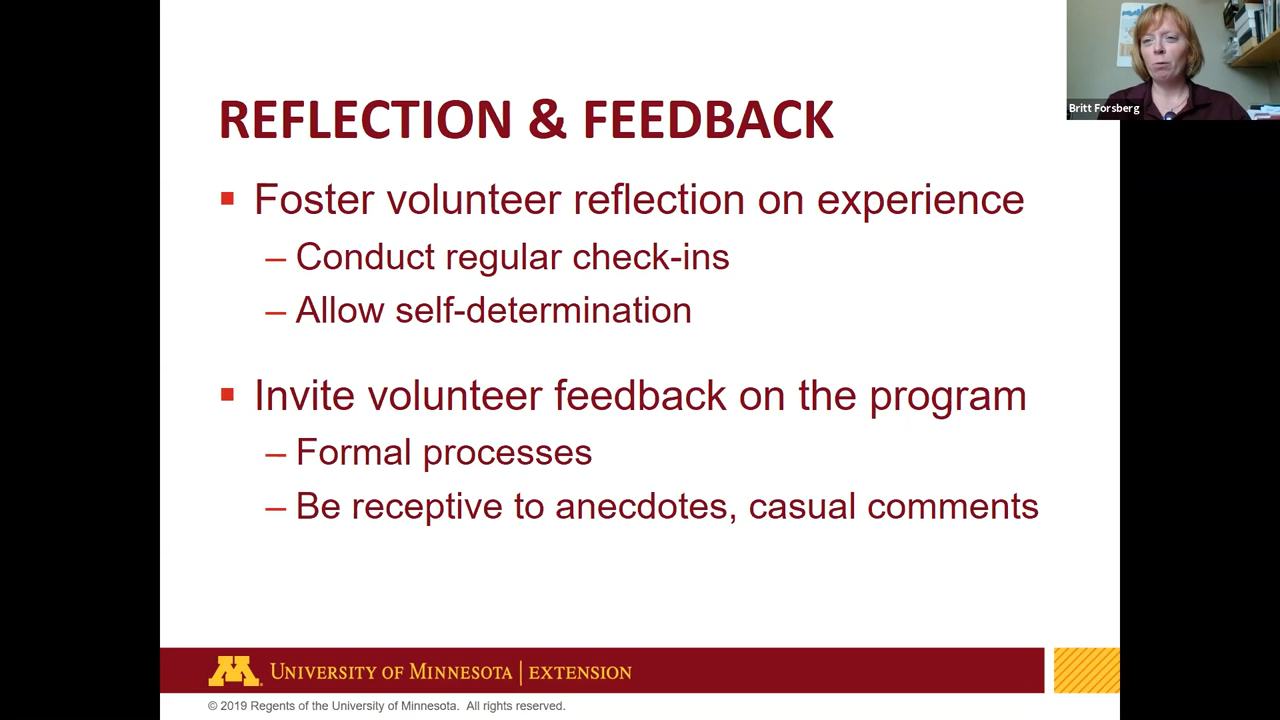 REFLECTION & FEEDBACK
Britt Forsberg
▪ Foster volunteer reflection on experience
– Conduct regular check-ins
– Allow self-determination
▪ Invite volunteer feedback on the program
– Formal processes
– Be receptive to anecdotes, casual comments
M UNIVERSITY OF MINNESOTA | EXTENSION
© 2019 Regents of the University of Minnesota. All rights reserved.